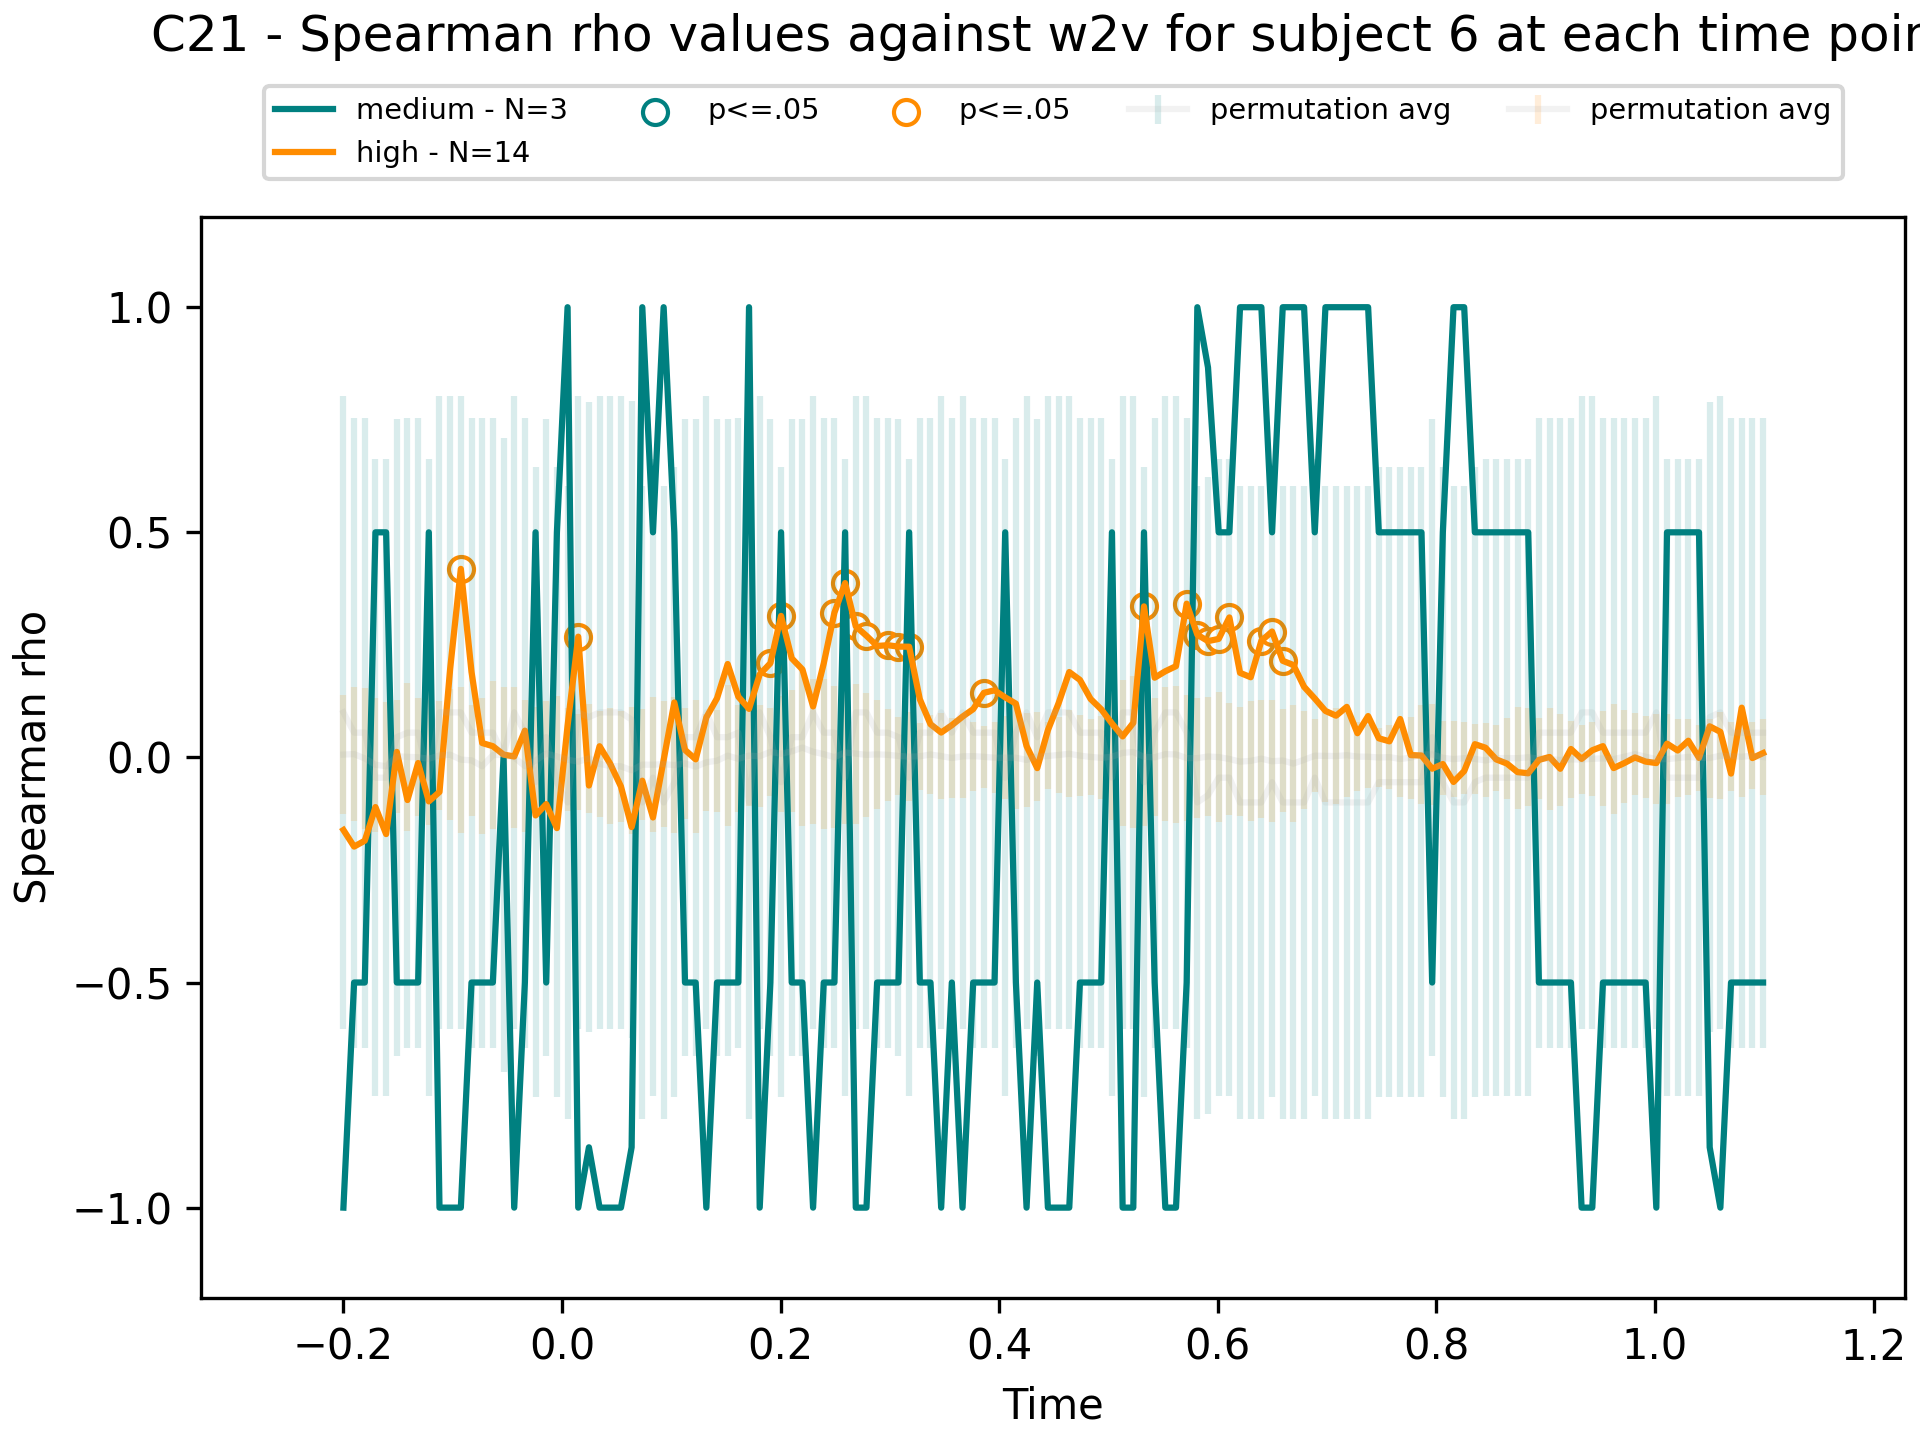 C21 - Spearman rho values against w2v for subject 6 at each time poin
medium - N=3 p<=.05 p<=.05 permutation avg permutation avg
high - N=14
1.0
0.5
0.0
−0.5
−1.0
Spearman rho
−0.2 0.0 0.2 0.4 0.6 0.8 1.0 1.2
Time